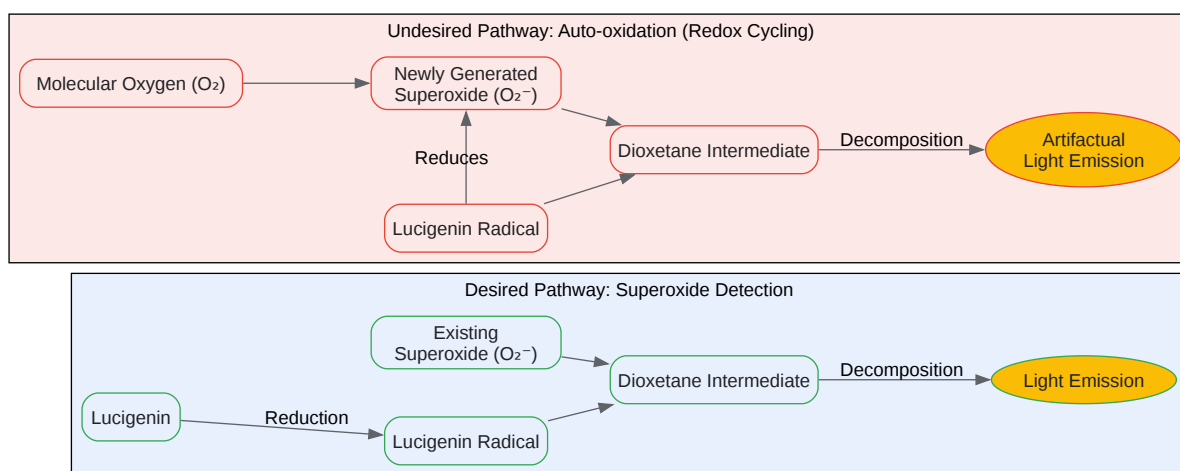 Undesired Pathway: Auto-oxidation (Redox Cycling)
Molecular Oxygen (O₂)
Newly Generated
Superoxide (O₂⁻)
Reduces
Dioxetane Intermediate
Decomposition
Artifactual
Light Emission
Lucigenin Radical
Desired Pathway: Superoxide Detection
Existing
Superoxide (O₂⁻)
Dioxetane Intermediate
Decomposition
Light Emission
Lucigenin
Reduction
Lucigenin Radical